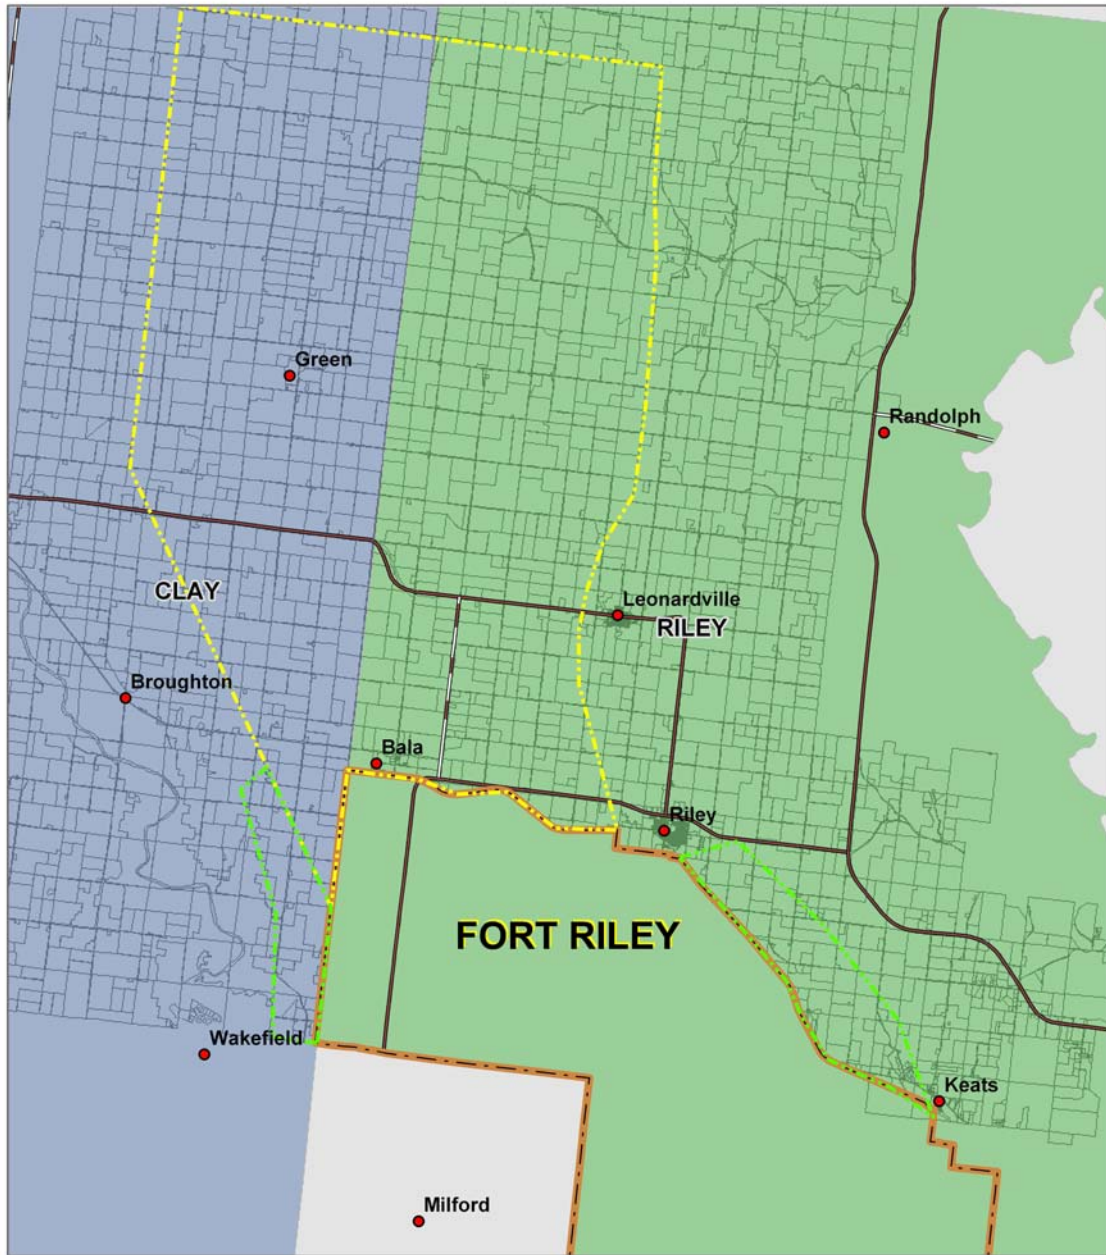 Green
Randolph
CLAY
Leonardville
RILEY
Broughton
Bala
Riley
FORT RILEY
Wakefield
Keats
Milford